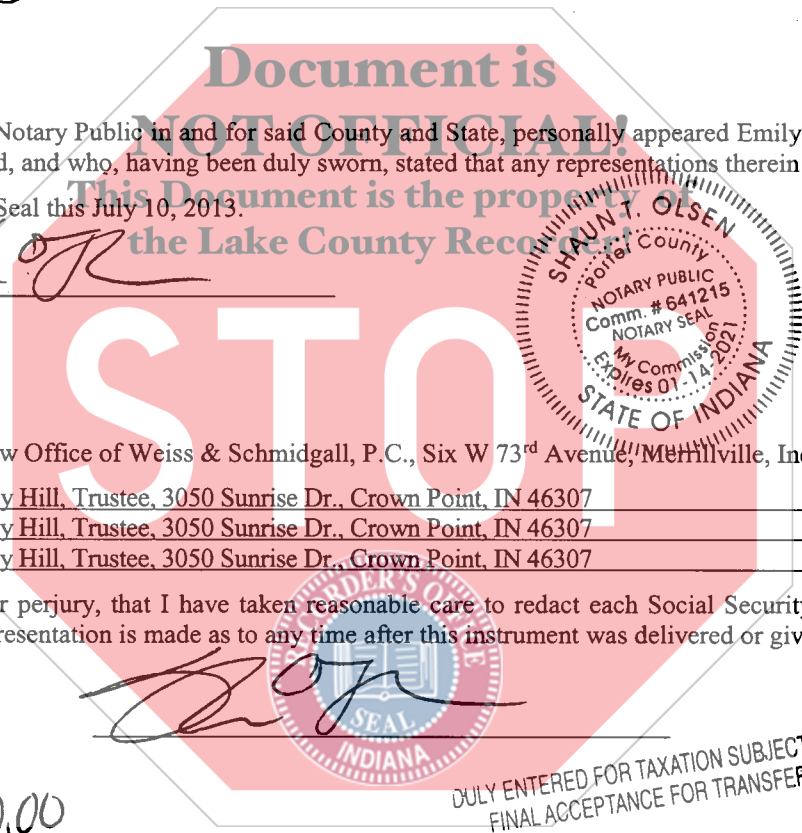 Document is
NOT OFFICIAL!
Notary Public in and for said County and State, personally appeared Emily
d, and who, having been duly sworn, stated that any representations therein
This Document is the property of
Seal this July 10, 2013.
the Lake County Recorder!
SHAUN T. OLSEN
Porter County
NOTARY PUBLIC
Comm. # 641215
NOTARY SEAL
My Commission
Expires 01-14-2021
STATE OF INDIANA
STOP
w Office of Weiss & Schmidgall, P.C., Six W 73rd Avenue, Merrillville, Ind
y Hill, Trustee, 3050 Sunrise Dr., Crown Point, IN 46307
y Hill, Trustee, 3050 Sunrise Dr., Crown Point, IN 46307
y Hill, Trustee, 3050 Sunrise Dr., Crown Point, IN 46307
r perjury, that I have taken reasonable care to redact each Social Security
resentation is made as to any time after this instrument was delivered or giv
RECORDER'S OFFICE
SEAL
INDIANA
DULY ENTERED FOR TAXATION SUBJECT
FINAL ACCEPTANCE FOR TRANSFER
0.00